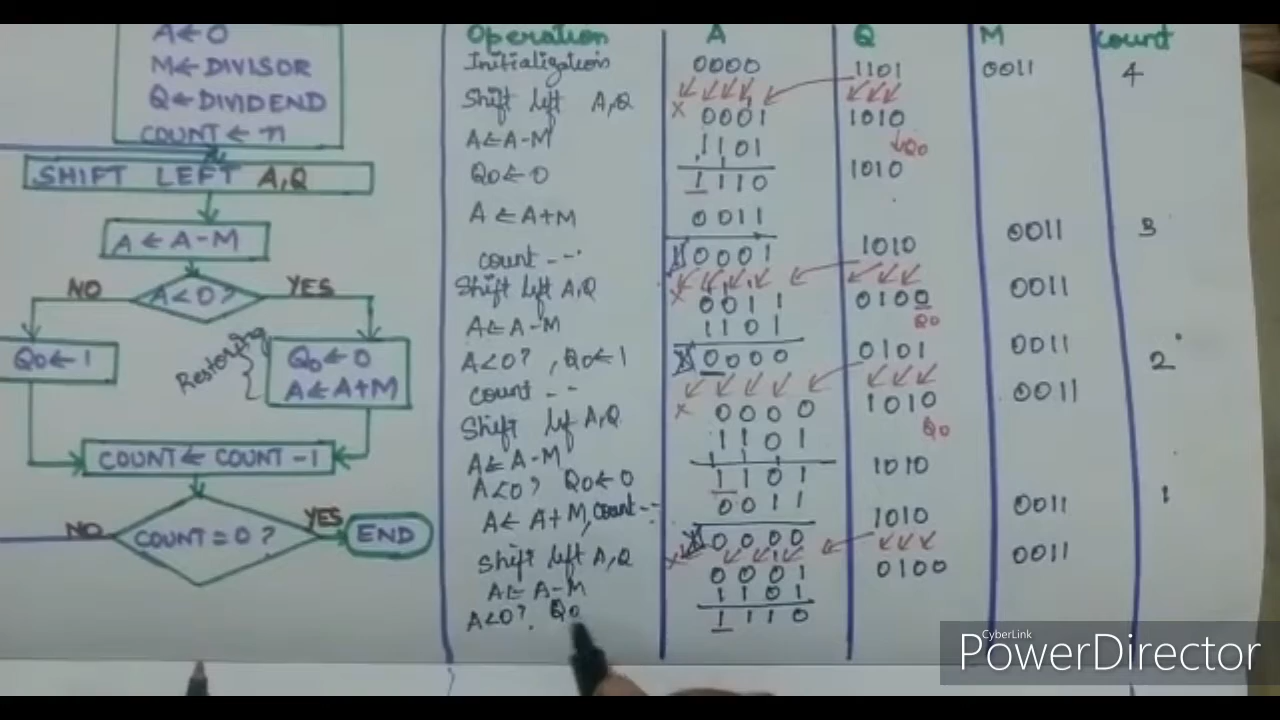 A ← 0
M ← DIVISOR
Q ← DIVIDEND
COUNT ← n
SHIFT LEFT A,Q
A ← A-M
NO A<0? YES
Q0 ← 1
Restoring
Q0 ← 0
A ← A+M
COUNT ← COUNT -1
NO COUNT = 0? YES END
Operation A Q M count
Initialization 0000 1101 0011 4
Shift left A,Q x 0001 1010
A ← A-M 1101 Q0
Q0 ← 0 1110 1010
A ← A+M 0011
count -- 1 0001 1010 0011 3
Shift left A,Q x 0011 0100 0011
A ← A-M 1101 Q0
A<0? , Q0 ← 1 1 0000 0101 0011 2
count -- 
Shift lef A,Q x 0000 1010 0011
A ← A-M 1101 Q0
A<0? Q0 ← 0 1101 1010
A ← A+M, count -- 0011
1 0000 1010 0011 1
Shift left A,Q x 0001 0100 0011
A ← A-M 1101
A<0?, Q0 1110
CyberLink
PowerDirector